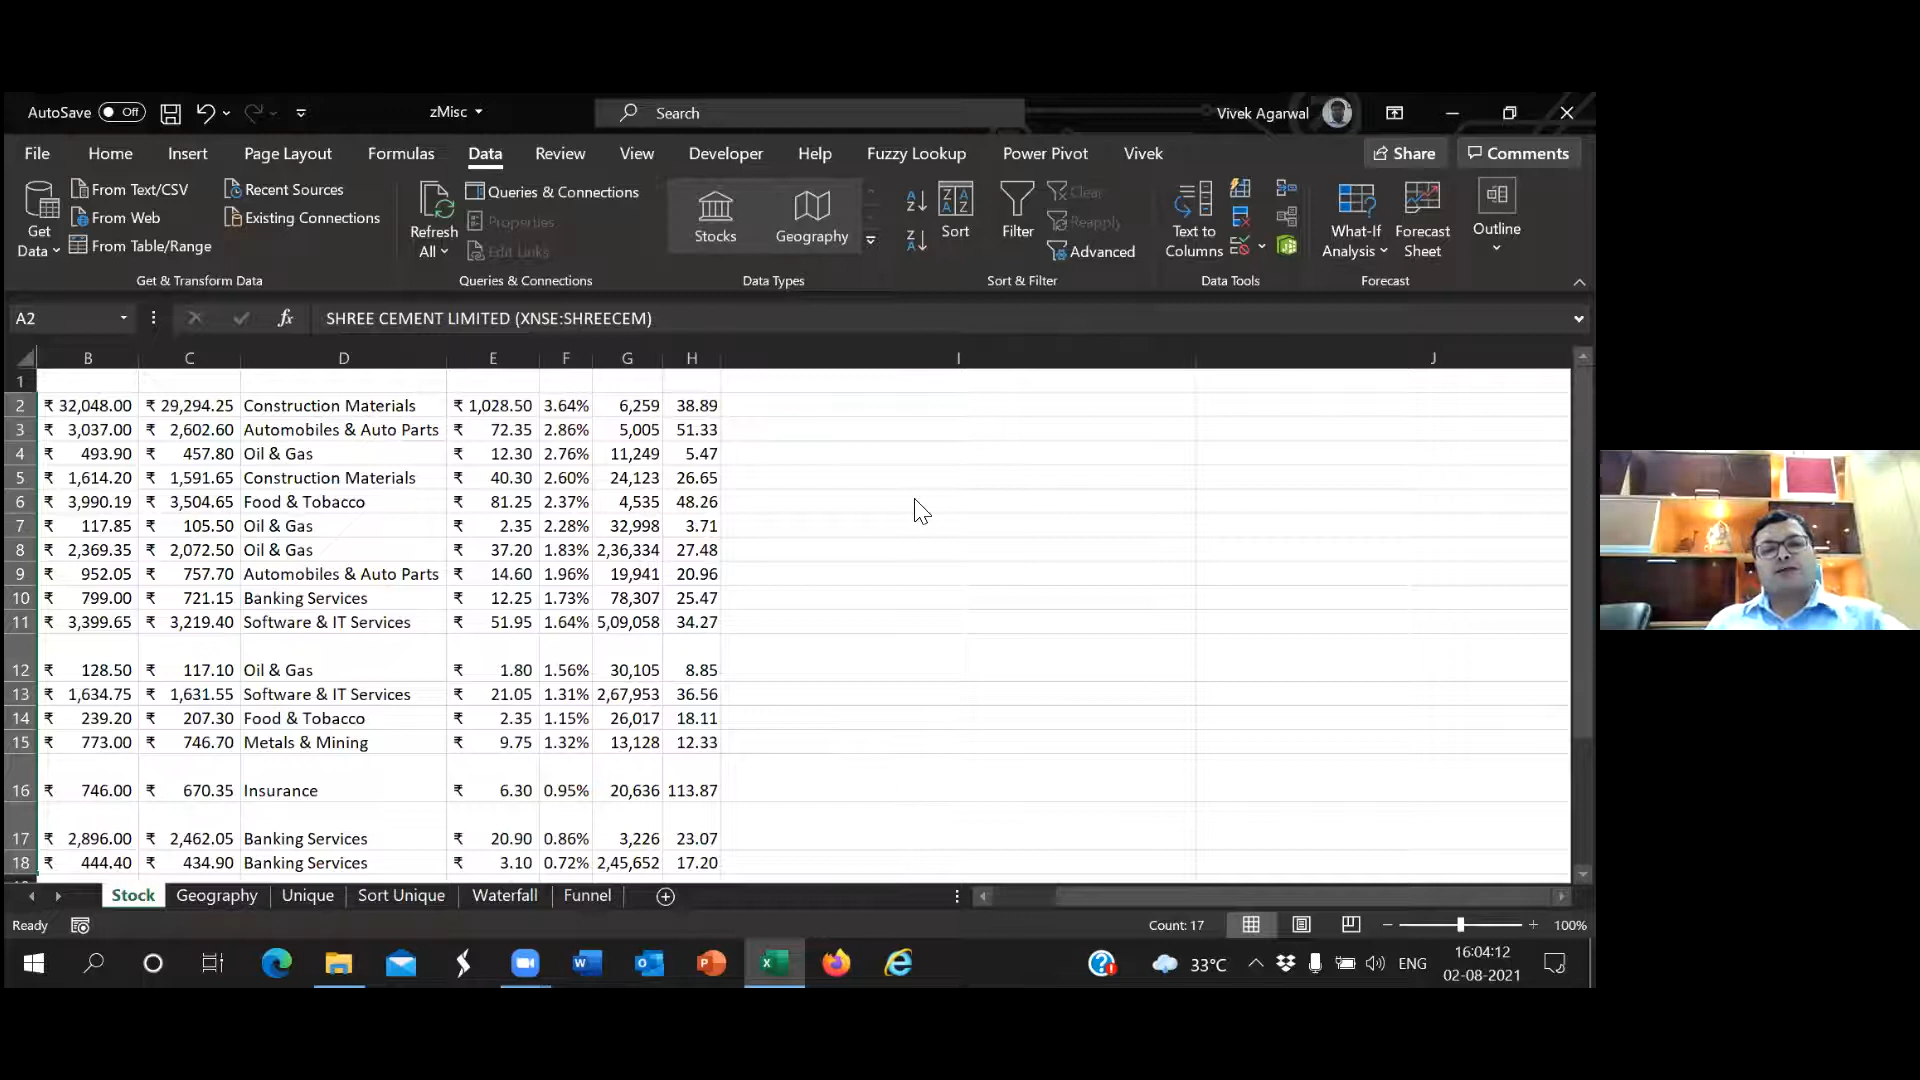 AutoSave Off zMisc Search Vivek Agarwal
File Home Insert Page Layout Formulas Data Review View Developer Help Fuzzy Lookup Power Pivot Vivek Share Comments
Get Data From Text/CSV From Web From Table/Range Recent Sources Existing Connections
Refresh All Queries & Connections Properties Edit Links
Stocks Geography
Sort Filter Clear Reapply Advanced
Text to Columns What-If Analysis Forecast Sheet Outline
Get & Transform Data Queries & Connections Data Types Sort & Filter Data Tools Forecast
A2 fx SHREE CEMENT LIMITED (XNSE:SHREECEM)
B C D E F G H I J
1
2 ₹ 32,048.00 ₹ 29,294.25 Construction Materials ₹ 1,028.50 3.64% 6,259 38.89
3 ₹ 3,037.00 ₹ 2,602.60 Automobiles & Auto Parts ₹ 72.35 2.86% 5,005 51.33
4 ₹ 493.90 ₹ 457.80 Oil & Gas ₹ 12.30 2.76% 11,249 5.47
5 ₹ 1,614.20 ₹ 1,591.65 Construction Materials ₹ 40.30 2.60% 24,123 26.65
6 ₹ 3,990.19 ₹ 3,504.65 Food & Tobacco ₹ 81.25 2.37% 4,535 48.26
7 ₹ 117.85 ₹ 105.50 Oil & Gas ₹ 2.35 2.28% 32,998 3.71
8 ₹ 2,369.35 ₹ 2,072.50 Oil & Gas ₹ 37.20 1.83% 2,36,334 27.48
9 ₹ 952.05 ₹ 757.70 Automobiles & Auto Parts ₹ 14.60 1.96% 19,941 20.96
10 ₹ 799.00 ₹ 721.15 Banking Services ₹ 12.25 1.73% 78,307 25.47
11 ₹ 3,399.65 ₹ 3,219.40 Software & IT Services ₹ 51.95 1.64% 5,09,058 34.27
12 ₹ 128.50 ₹ 117.10 Oil & Gas ₹ 1.80 1.56% 30,105 8.85
13 ₹ 1,634.75 ₹ 1,631.55 Software & IT Services ₹ 21.05 1.31% 2,67,953 36.56
14 ₹ 239.20 ₹ 207.30 Food & Tobacco ₹ 2.35 1.15% 26,017 18.11
15 ₹ 773.00 ₹ 746.70 Metals & Mining ₹ 9.75 1.32% 13,128 12.33
16 ₹ 746.00 ₹ 670.35 Insurance ₹ 6.30 0.95% 20,636 113.87
17 ₹ 2,896.00 ₹ 2,462.05 Banking Services ₹ 20.90 0.86% 3,226 23.07
18 ₹ 444.40 ₹ 434.90 Banking Services ₹ 3.10 0.72% 2,45,652 17.20
Stock Geography Unique Sort Unique Waterfall Funnel
Ready Count: 17 100%
33°C ENG 16:04:12
02-08-2021